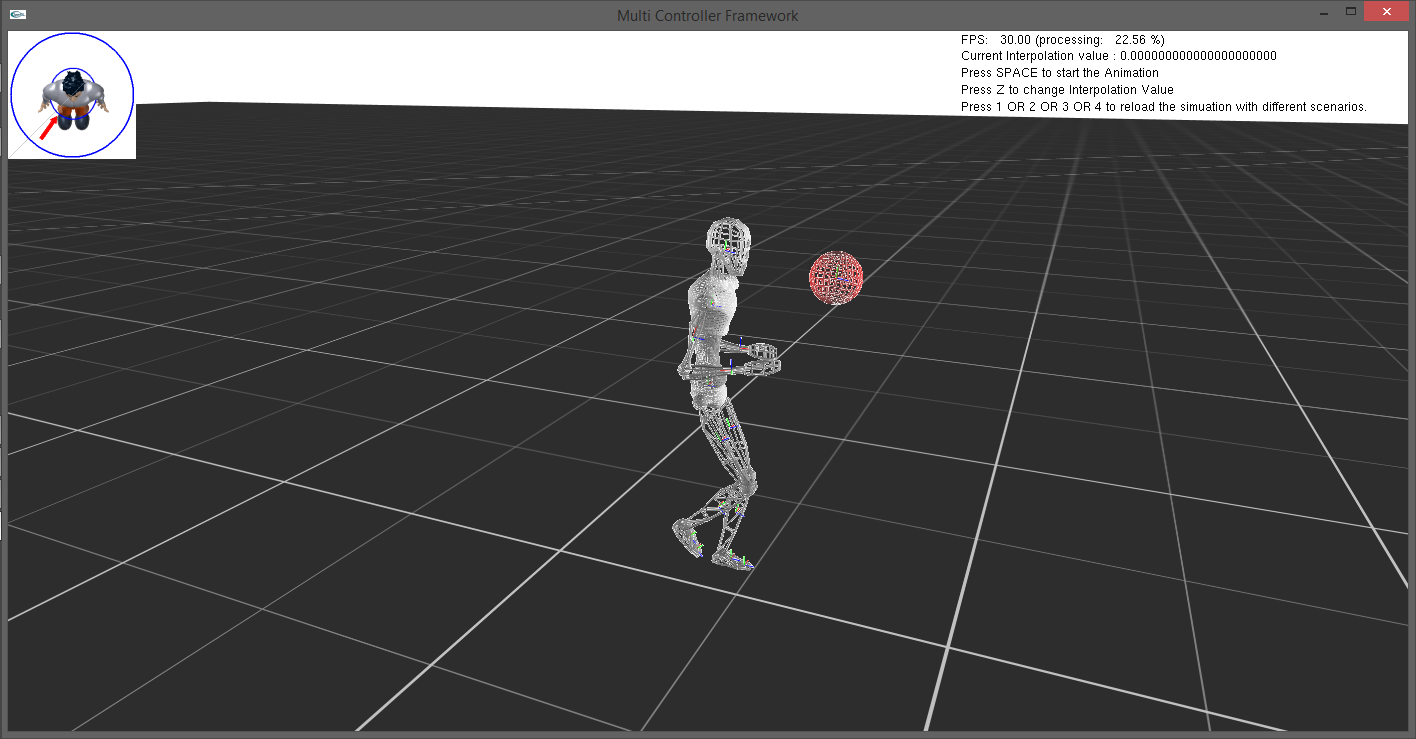 Multi Controller Framework
FPS: 30.00 (processing: 22.56 %)
Current Interpolation value : 0.000000000000000000000
Press SPACE to start the Animation
Press Z to change Interpolation Value
Press 1 OR 2 OR 3 OR 4 to reload the simuation with different scenarios.